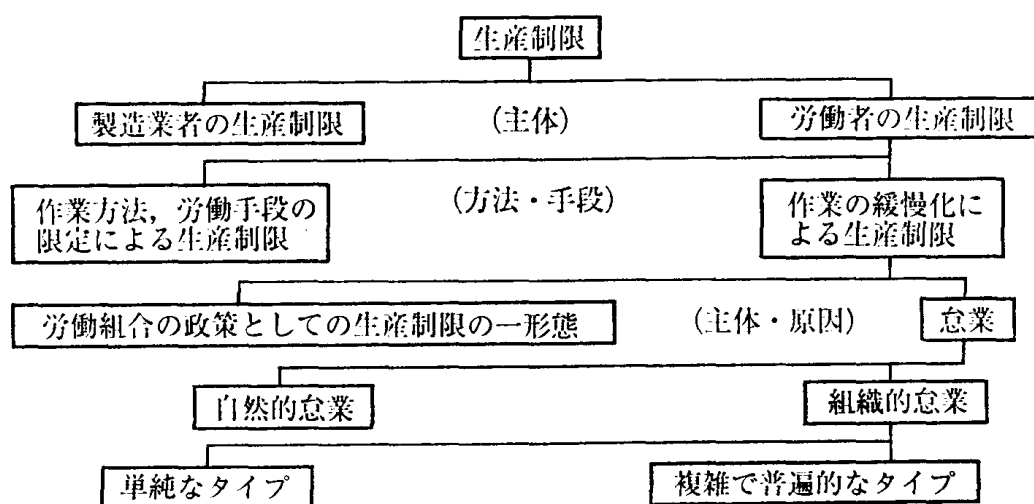 生産制限
製造業者の生産制限
(主体)
労働者の生産制限
作業方法，労働手段の
限定による生産制限
(方法・手段)
作業の緩慢化に
よる生産制限
労働組合の政策としての生産制限の一形態
(主体・原因)
怠業
自然的怠業
組織的怠業
単純なタイプ
複雑で普遍的なタイプ